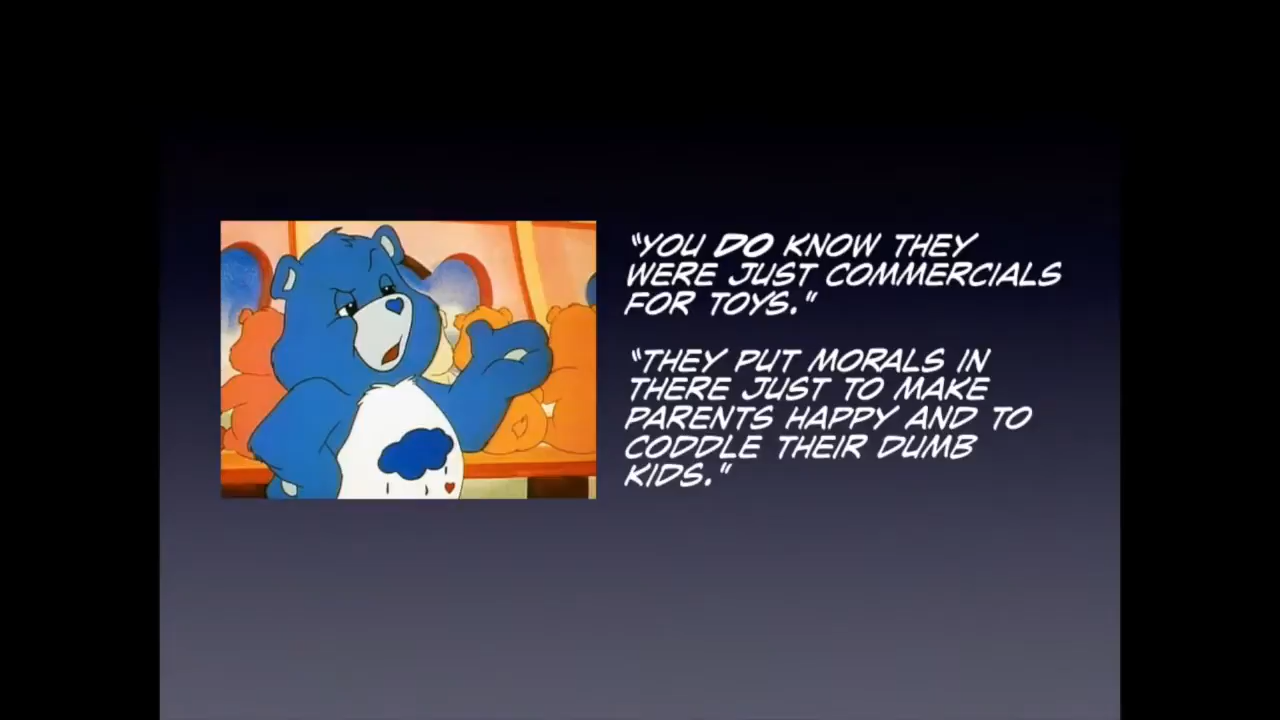 "YOU DO KNOW THEY
WERE JUST COMMERCIALS
FOR TOYS."
"THEY PUT MORALS IN
THERE JUST TO MAKE
PARENTS HAPPY AND TO
CODDLE THEIR DUMB
KIDS."